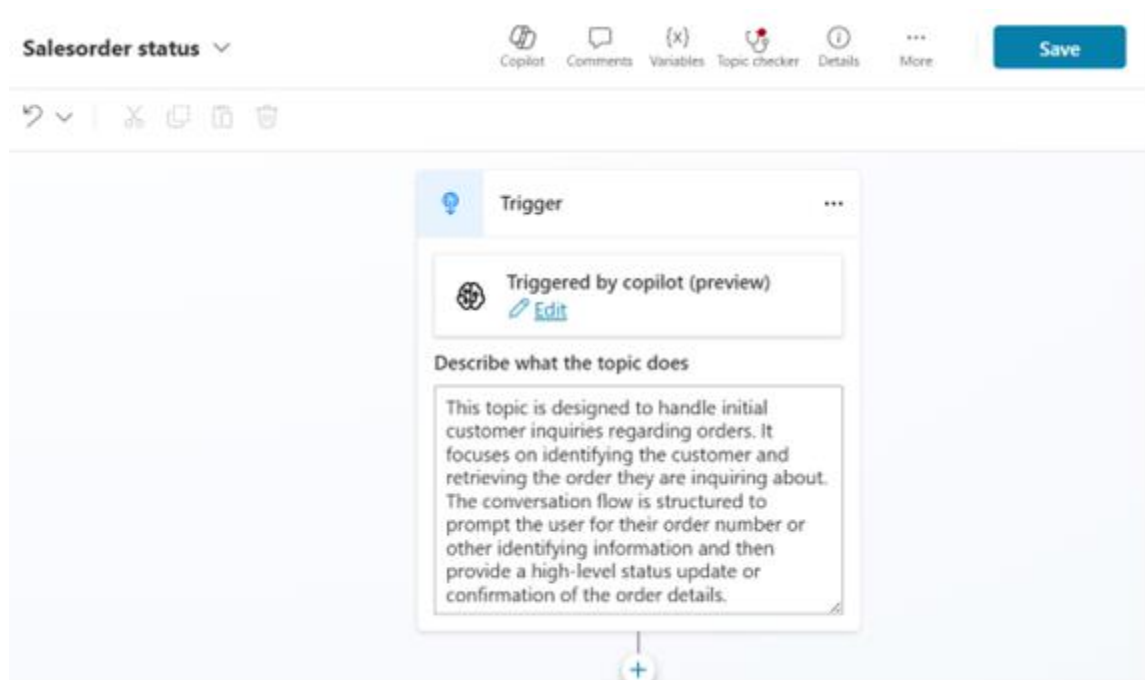 Salesorder status
Copilot
Comments
{x}
Variables
Topic checker
Details
More
Save
Trigger
Triggered by copilot (preview)
Edit
Describe what the topic does
This topic is designed to handle initial
customer inquiries regarding orders. It
focuses on identifying the customer and
retrieving the order they are inquiring about.
The conversation flow is structured to
prompt the user for their order number or
other identifying information and then
provide a high-level status update or
confirmation of the order details.